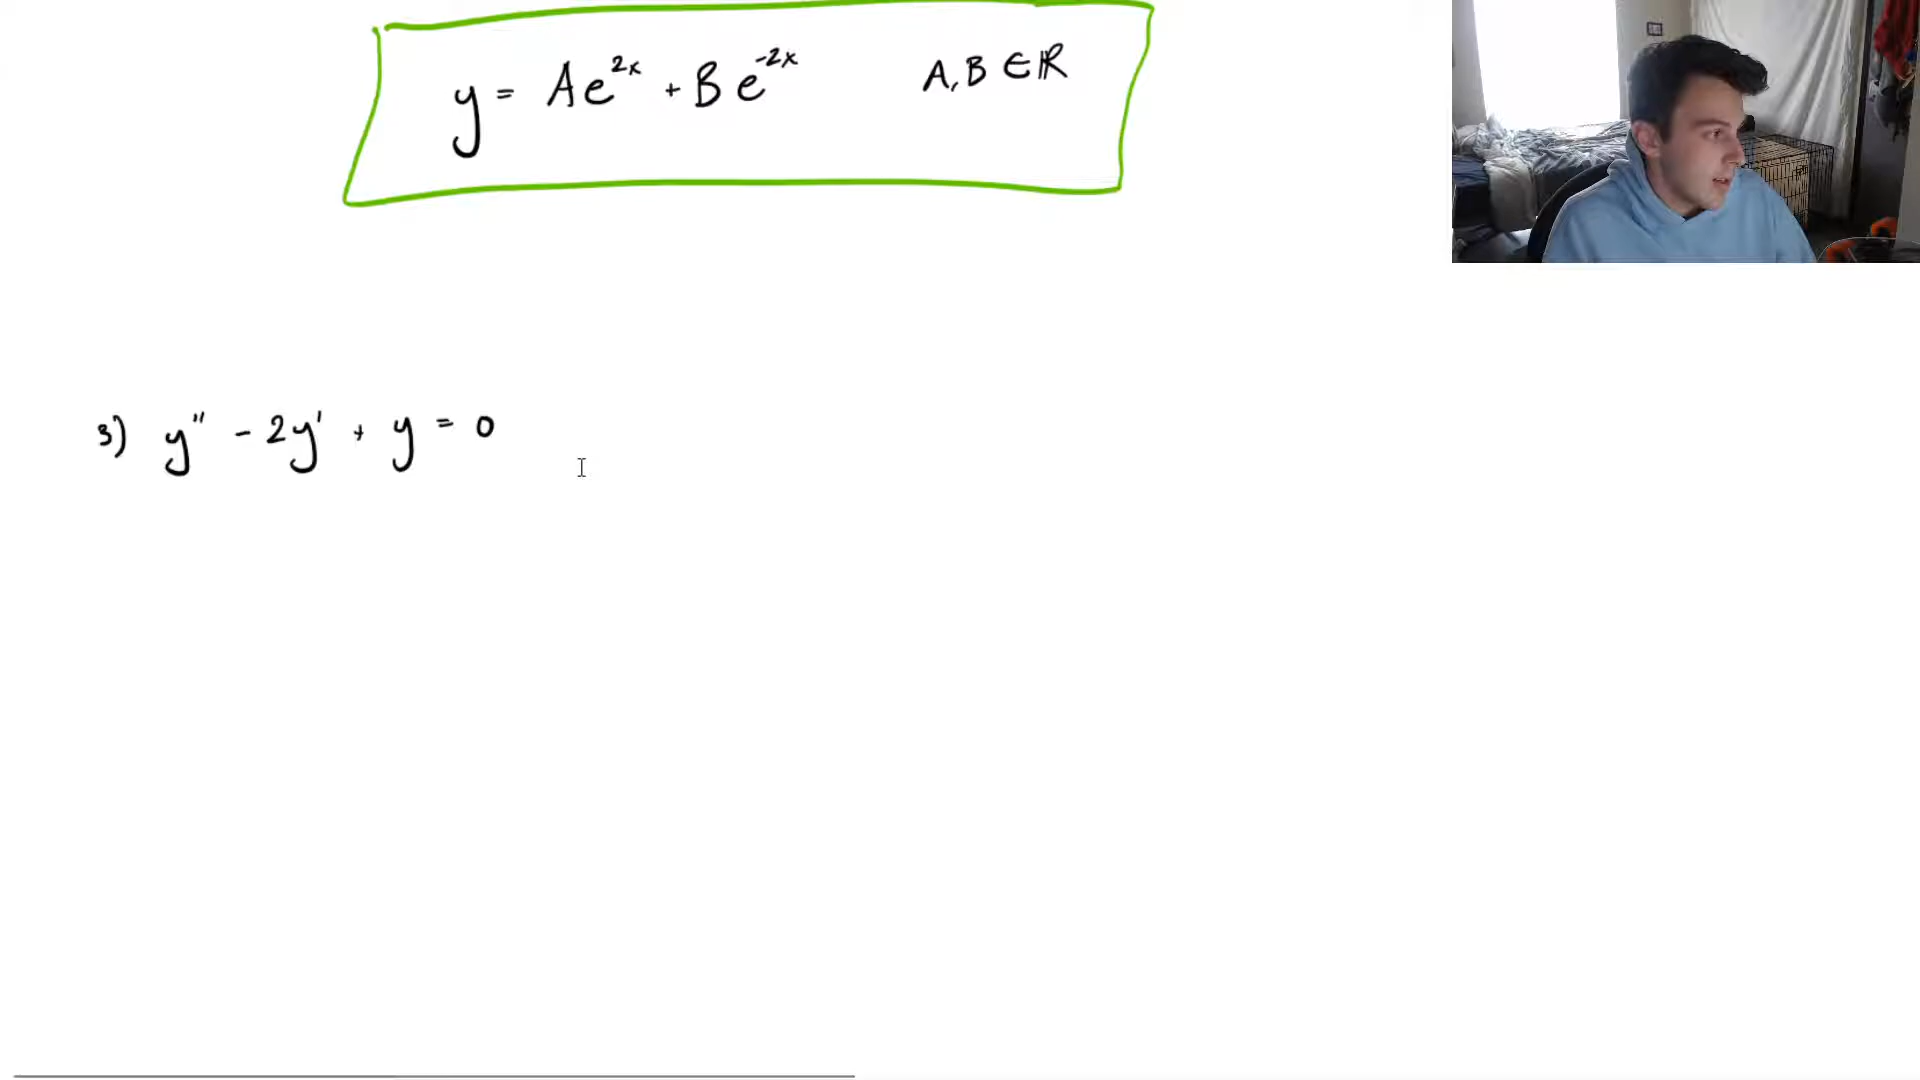 y = Ae^{2x} + Be^{-2x} A, B ∈ ℝ
3) y'' - 2y' + y = 0